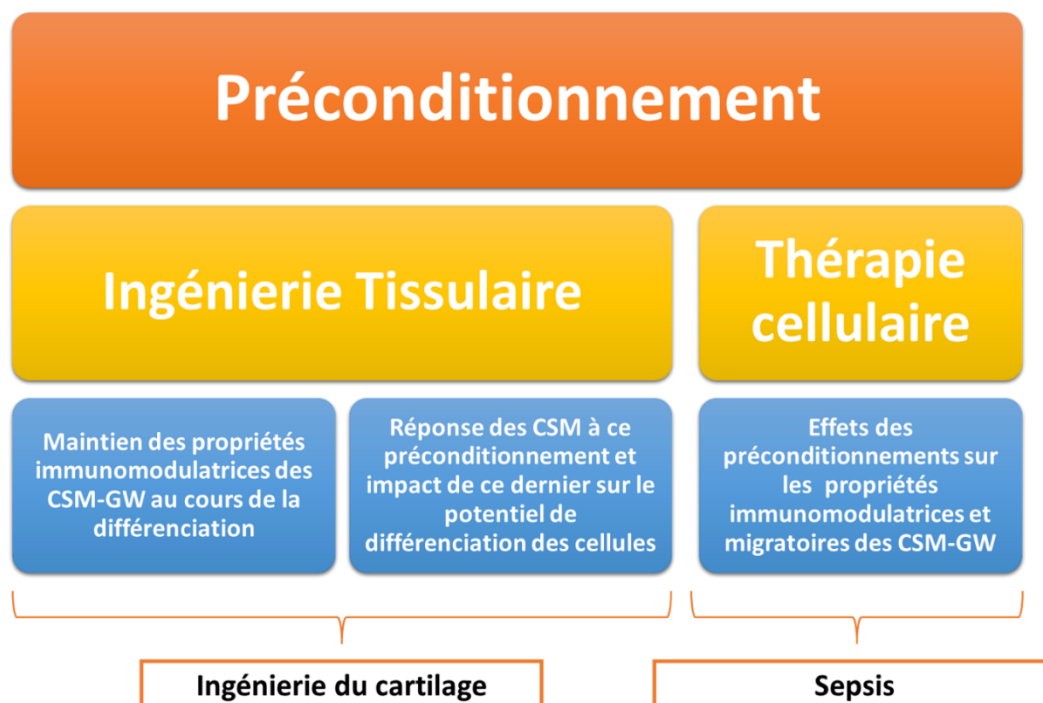 Préconditionnement
Ingénierie Tissulaire
Thérapie
cellulaire
Maintien des propriétés
immunomodulatrices des
CSM-GW au cours de la
différenciation
Réponse des CSM à ce
préconditionnement et
impact de ce dernier sur le
potentiel de
différenciation des cellules
Effets des
préconditionnements sur
les propriétés
immunomodulatrices et
migratoires des CSM-GW
Ingénierie du cartilage
Sepsis